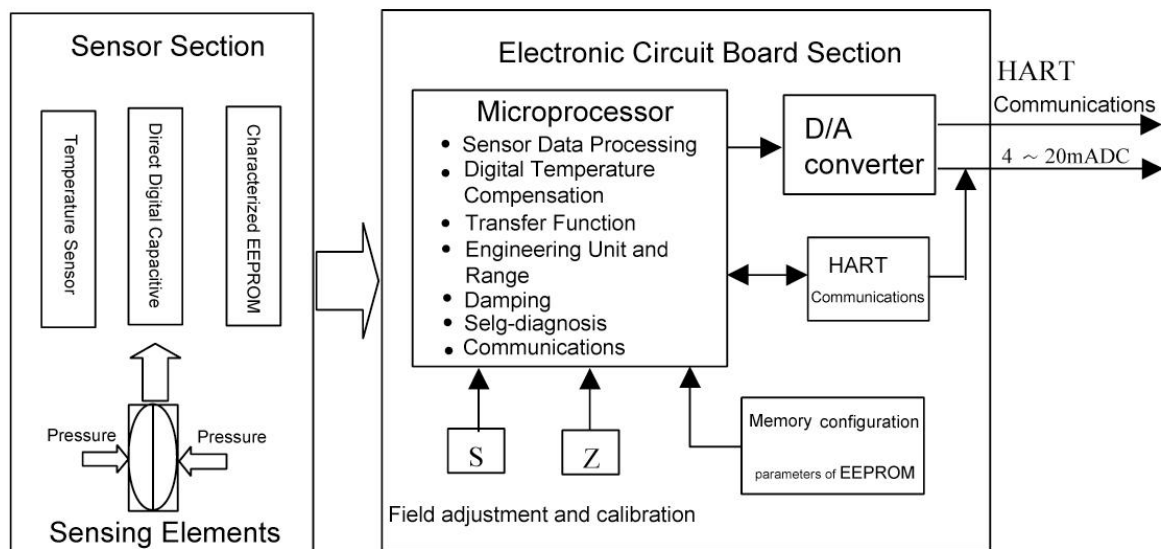 Sensor Section
Temperature Sensor
Direct Digital Capacitive
Characterized EEPROM
Pressure
Pressure
Sensing Elements
Electronic Circuit Board Section
Microprocessor
• Sensor Data Processing
• Digital Temperature
Compensation
• Transfer Function
• Engineering Unit and
Range
• Damping
• Selg-diagnosis
• Communications
D/A
converter
HART
Communications
4 ~ 20mADC
HART
Communications
S
Z
Memory configuration
parameters of EEPROM
Field adjustment and calibration